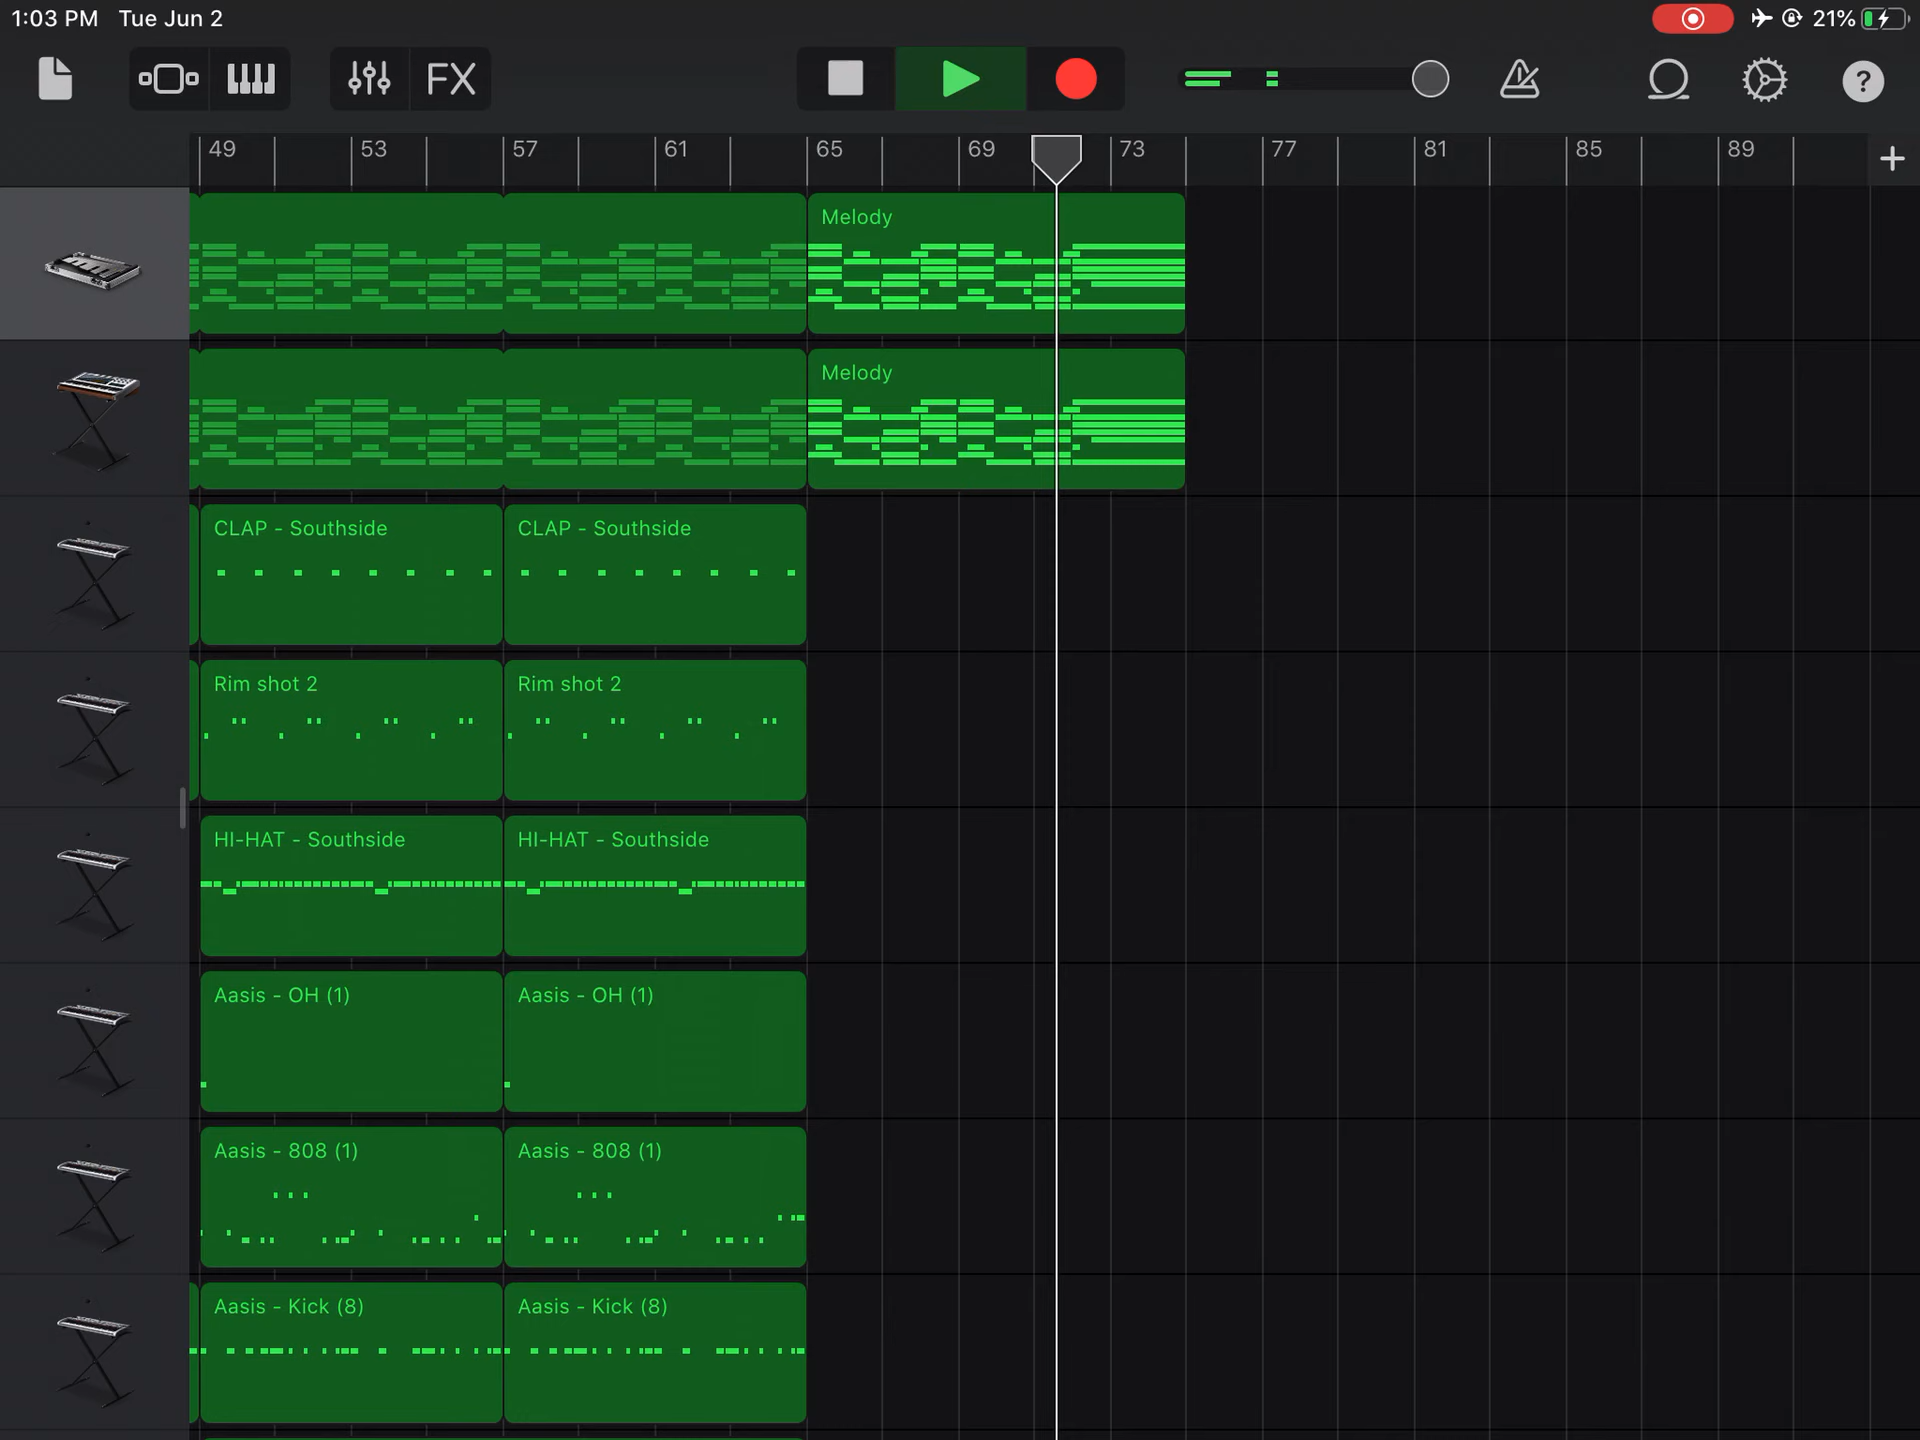 1:03 PM Tue Jun 2 21%
FX ?
49 53 57 61 65 69 73 77 81 85 89 +
Melody
Melody
CLAP - Southside CLAP - Southside
Rim shot 2 Rim shot 2
HI-HAT - Southside HI-HAT - Southside
Aasis - OH (1) Aasis - OH (1)
Aasis - 808 (1) Aasis - 808 (1)
Aasis - Kick (8) Aasis - Kick (8)